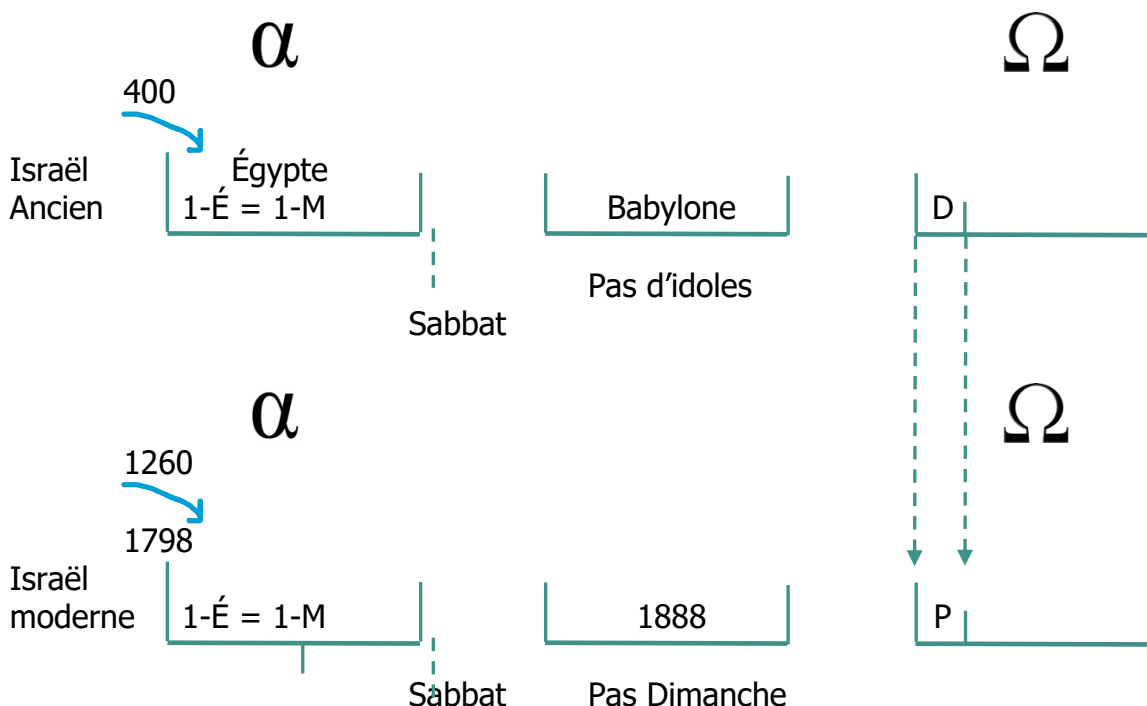 α
Ω
400
Israël
Ancien
Égypte
1-É = 1-M
Babylone
D
Pas d’idoles
Sabbat
α
Ω
1260
1798
Israël
moderne
1-É = 1-M
1888
P
Sabbat
Pas Dimanche